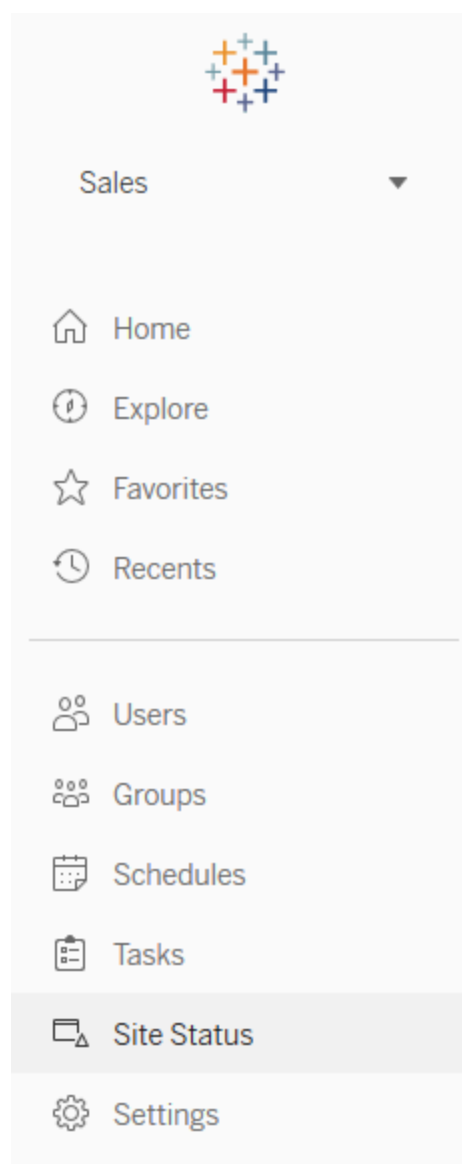 Sales
Home
Explore
Favorites
Recents
Users
Groups
Schedules
Tasks
Site Status
Settings